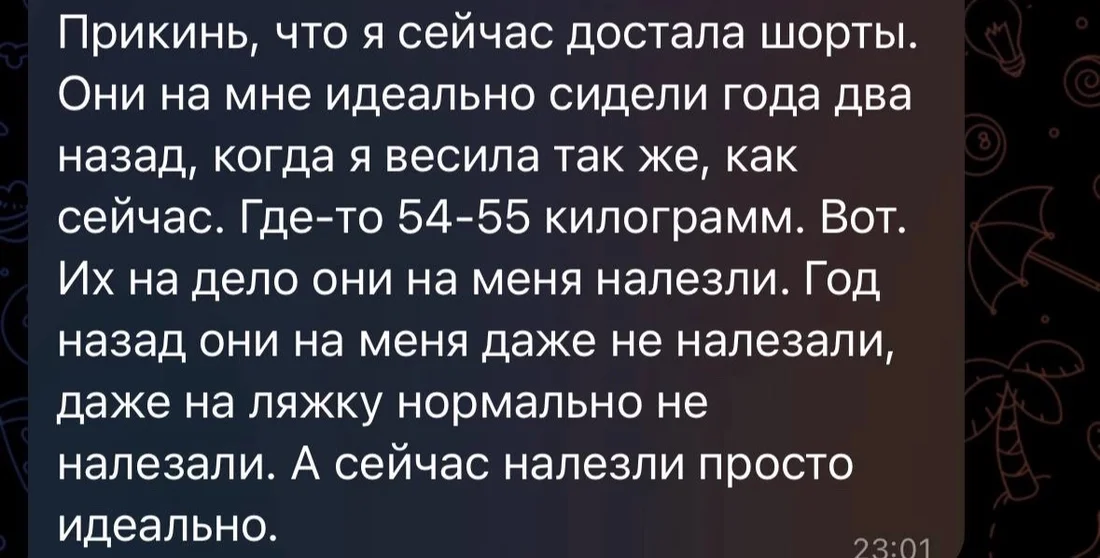 Прикинь, что я сейчас достала шорты.
Они на мне идеально сидели года два
назад, когда я весила так же, как
сейчас. Где-то 54-55 килограмм. Вот.
Их на дело они на меня налезли. Год
назад они на меня даже не налезали,
даже на ляжку нормально не
налезали. А сейчас налезли просто
идеально.
23:01